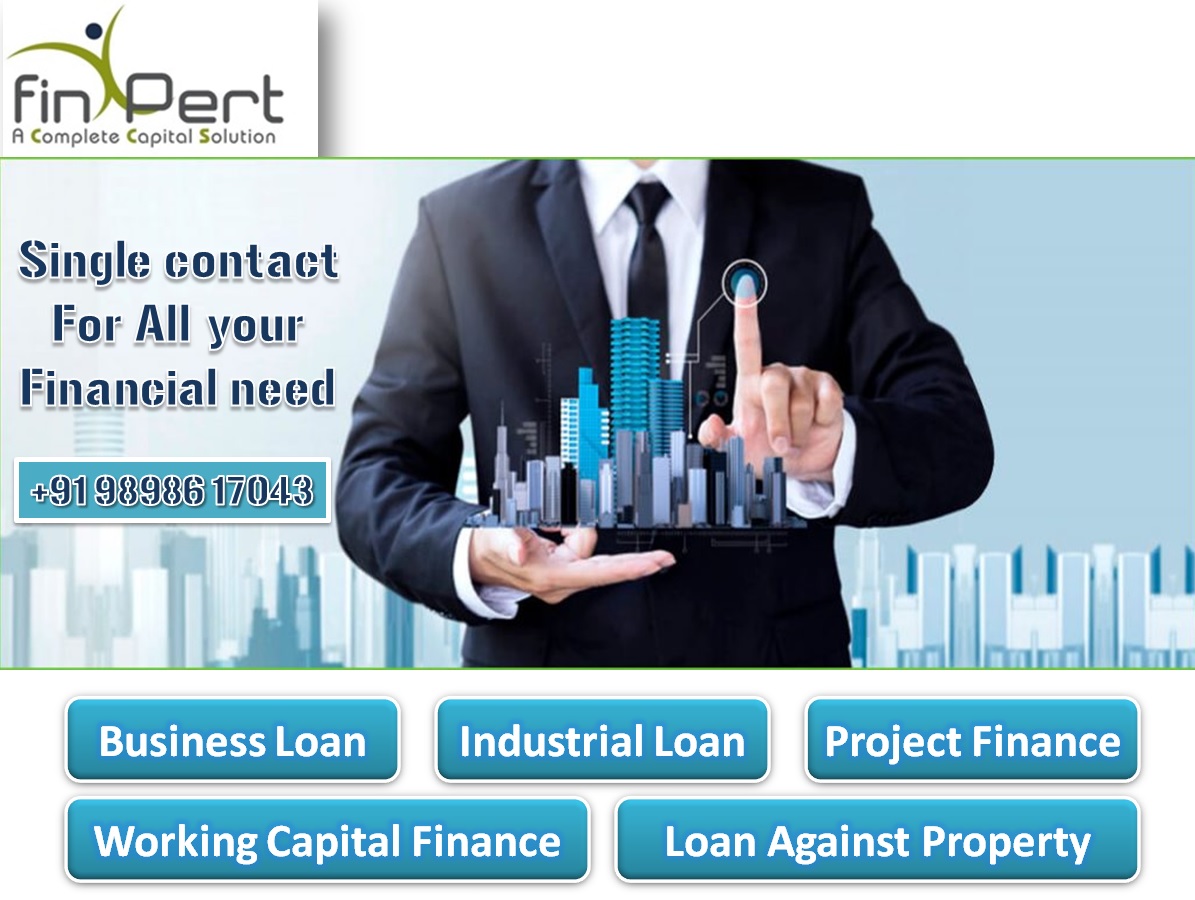 finXPert
A Complete Capital Solution
Single contact
For All your
Financial need
+91 98986 17043
Business Loan
Industrial Loan
Project Finance
Working Capital Finance
Loan Against Property